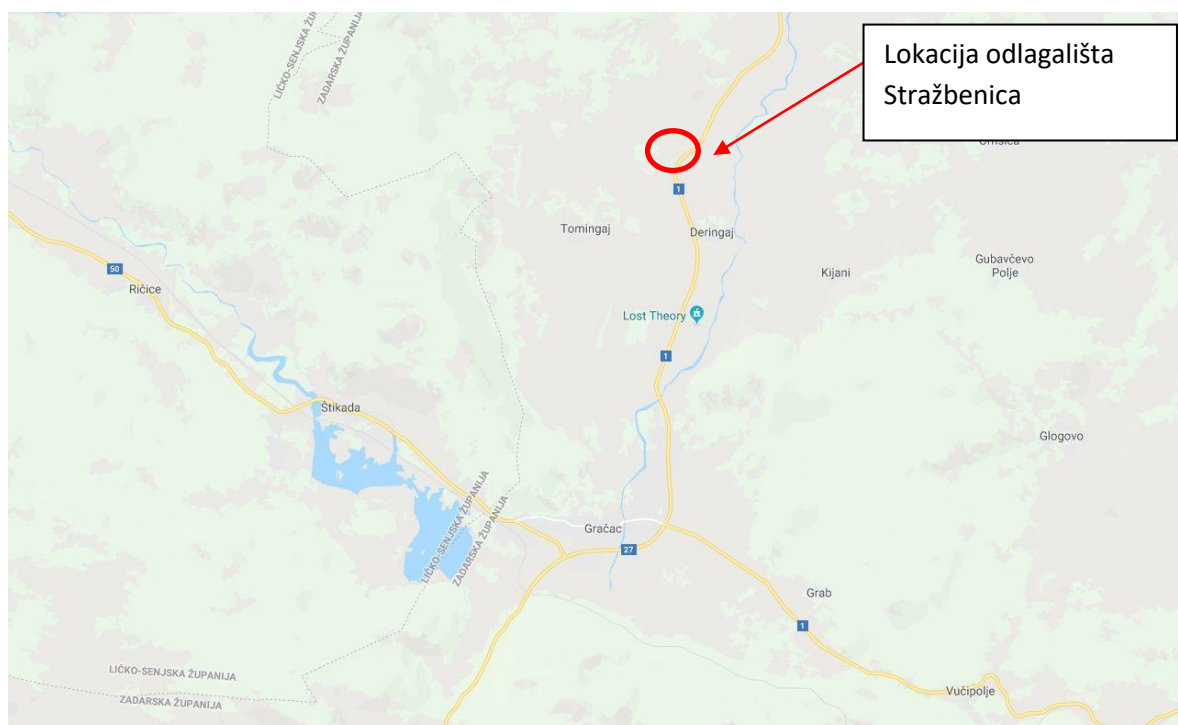 Lokacija odlagališta
Stražbenica
LIČKO-SENJSKA ŽUPANIJA
ZADARSKA ŽUPANIJA
1
Tomingaj
Deringaj
Gubavčevo
Polje
Kijani
50
Ričice
Lost Theory
1
Štikada
Glogovo
LIČKO-SENJSKA ŽUPANIJA
ZADARSKA ŽUPANIJA
Gračac
27
Grab
1
LIČKO-SENJSKA ŽUPANIJA
ZADARSKA ŽUPANIJA
Vučipolje